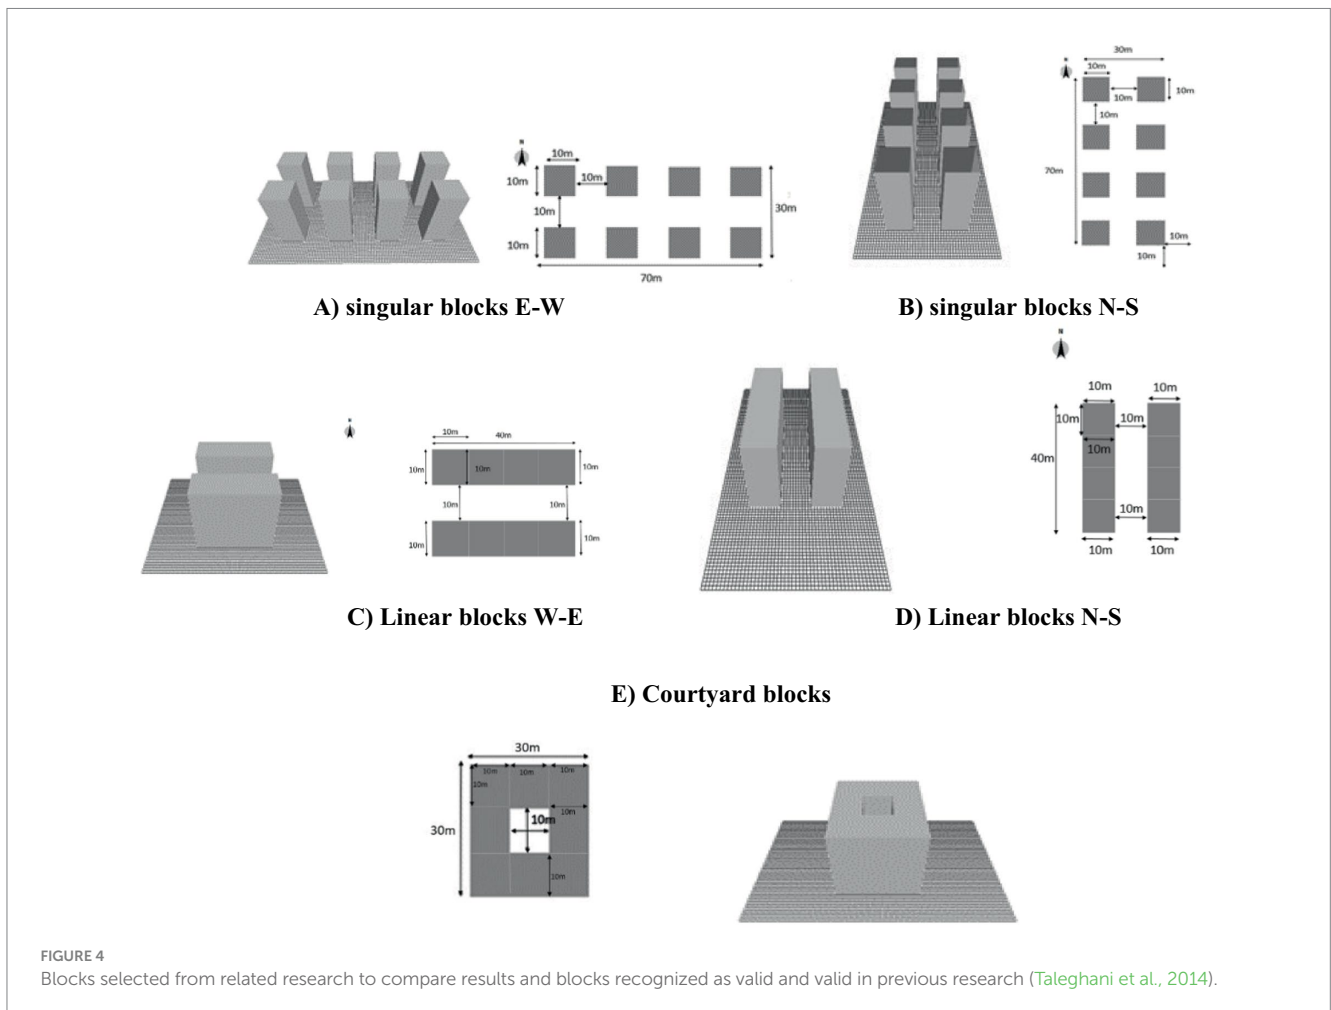 N
10m
10m
10m
10m
10m
30m
70m
A) singular blocks E-W
30m
10m
10m
10m
10m
70m
10m
10m
B) singular blocks N-S
10m
40m
10m
10m
10m
10m
10m
10m
10m
C) Linear blocks W-E
N
10m
10m
10m
10m
10m
40m
10m
10m
10m
D) Linear blocks N-S
E) Courtyard blocks
30m
10m
10m
10m
10m
10m
10m
30m
10m
FIGURE 4
Blocks selected from related research to compare results and blocks recognized as valid and valid in previous research (Taleghani et al., 2014).